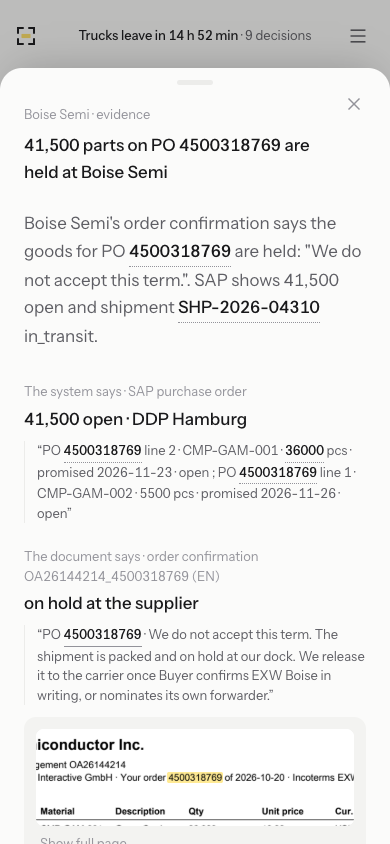 Trucks leave in 14 h 52 min · 9 decisions
Boise Semi · evidence
41,500 parts on PO 4500318769 are
held at Boise Semi
Boise Semi's order confirmation says the
goods for PO 4500318769 are held: "We do
not accept this term.". SAP shows 41,500
open and shipment SHP-2026-04310
in_transit.
The system says · SAP purchase order
41,500 open · DDP Hamburg
“PO 4500318769 line 2 · CMP-GAM-001 · 36000 pcs ·
promised 2026-11-23 · open ; PO 4500318769 line 1 ·
CMP-GAM-002 · 5500 pcs · promised 2026-11-26 ·
open”
The document says · order confirmation
OA26144214_4500318769 (EN)
on hold at the supplier
“PO 4500318769 · We do not accept this term. The
shipment is packed and on hold at our dock. We release
it to the carrier once Buyer confirms EXW Boise in
writing, or nominates its own forwarder.”
iconductor Inc.
gement OA26144214
Interactive GmbH · Your order 4500318769 of 2026-10-20 · Incoterms EXW
Material Description Qty Unit price Cur.
Show full page